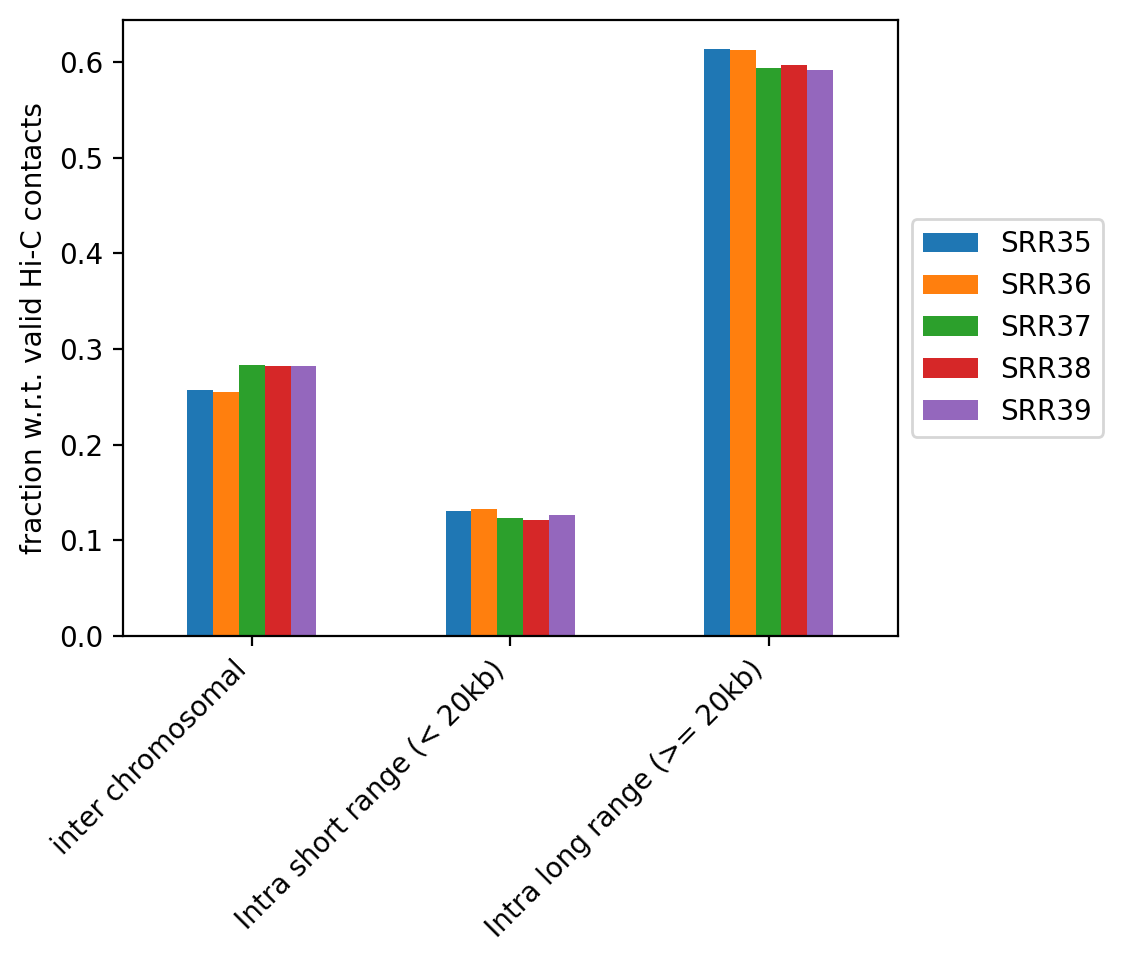 fraction w.r.t. valid Hi-C contacts
0.6
0.5
0.4
0.3
0.2
0.1
0.0
inter chromosomal
Intra short range (< 20kb)
Intra long range (>= 20kb)
SRR35
SRR36
SRR37
SRR38
SRR39